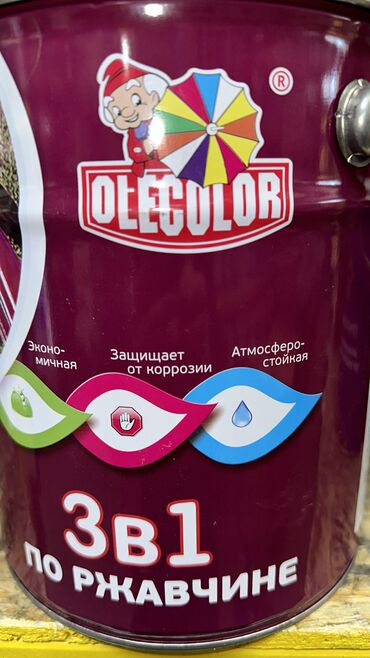 ®
OLECOLOR
Эконо-
мичная
Защищает
от коррозии
Атмосферо-
стойкая
3в1
ПО РЖАВЧИНЕ